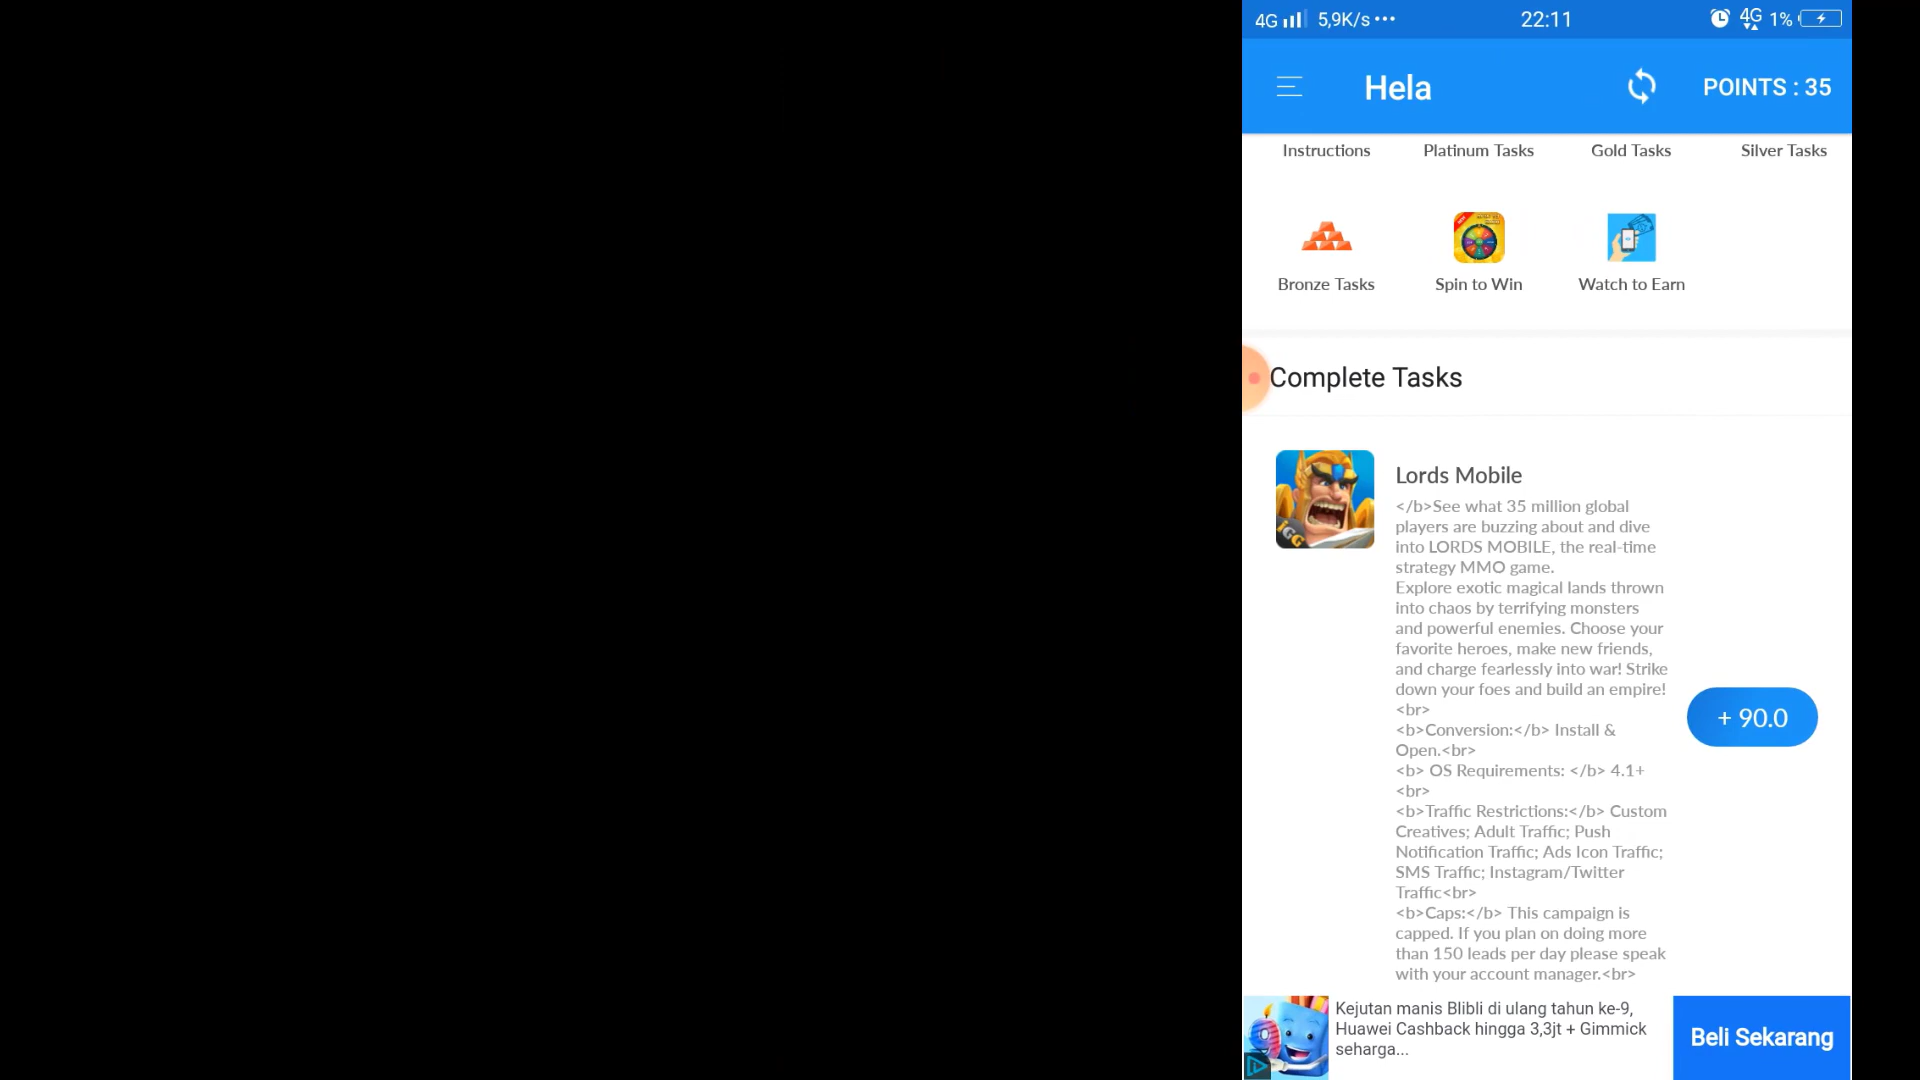 4G 5,9K/s ••• 22:11 4G 1%
Hela POINTS : 35
Instructions Platinum Tasks Gold Tasks Silver Tasks
Bronze Tasks Spin to Win Watch to Earn
Complete Tasks
Lords Mobile
</b>See what 35 million global
players are buzzing about and dive
into LORDS MOBILE, the real-time
strategy MMO game.
Explore exotic magical lands thrown
into chaos by terrifying monsters
and powerful enemies. Choose your
favorite heroes, make new friends,
and charge fearlessly into war! Strike
down your foes and build an empire!
<br>
<b>Conversion:</b> Install &
Open.<br>
<b> OS Requirements: </b> 4.1+
<br>
<b>Traffic Restrictions:</b> Custom
Creatives; Adult Traffic; Push
Notification Traffic; Ads Icon Traffic;
SMS Traffic; Instagram/Twitter
Traffic<br>
<b>Caps:</b> This campaign is
capped. If you plan on doing more
than 150 leads per day please speak
with your account manager.<br>
+ 90.0
IGG
9
Kejutan manis Blibli di ulang tahun ke-9,
Huawei Cashback hingga 3,3jt + Gimmick
seharga...
Beli Sekarang